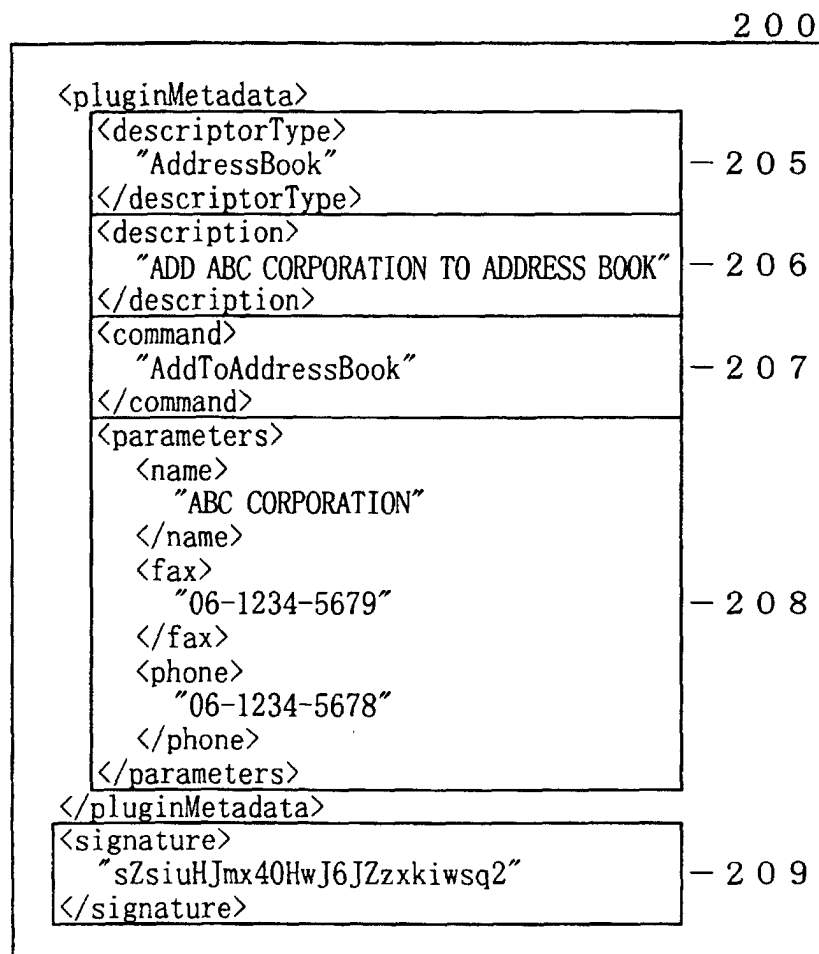 200
<pluginMetadata>
<descriptorType>
"AddressBook" －205
</descriptorType>
<description>
"ADD ABC CORPORATION TO ADDRESS BOOK" －206
</description>
<command>
"AddToAddressBook" －207
</command>
<parameters>
<name>
"ABC CORPORATION"
</name>
<fax>
"06-1234-5679" －208
</fax>
<phone>
"06-1234-5678"
</phone>
</parameters>
</pluginMetadata>
<signature>
"sZsiuHJmx40HwJ6JZzxkiwsq2" －209
</signature>